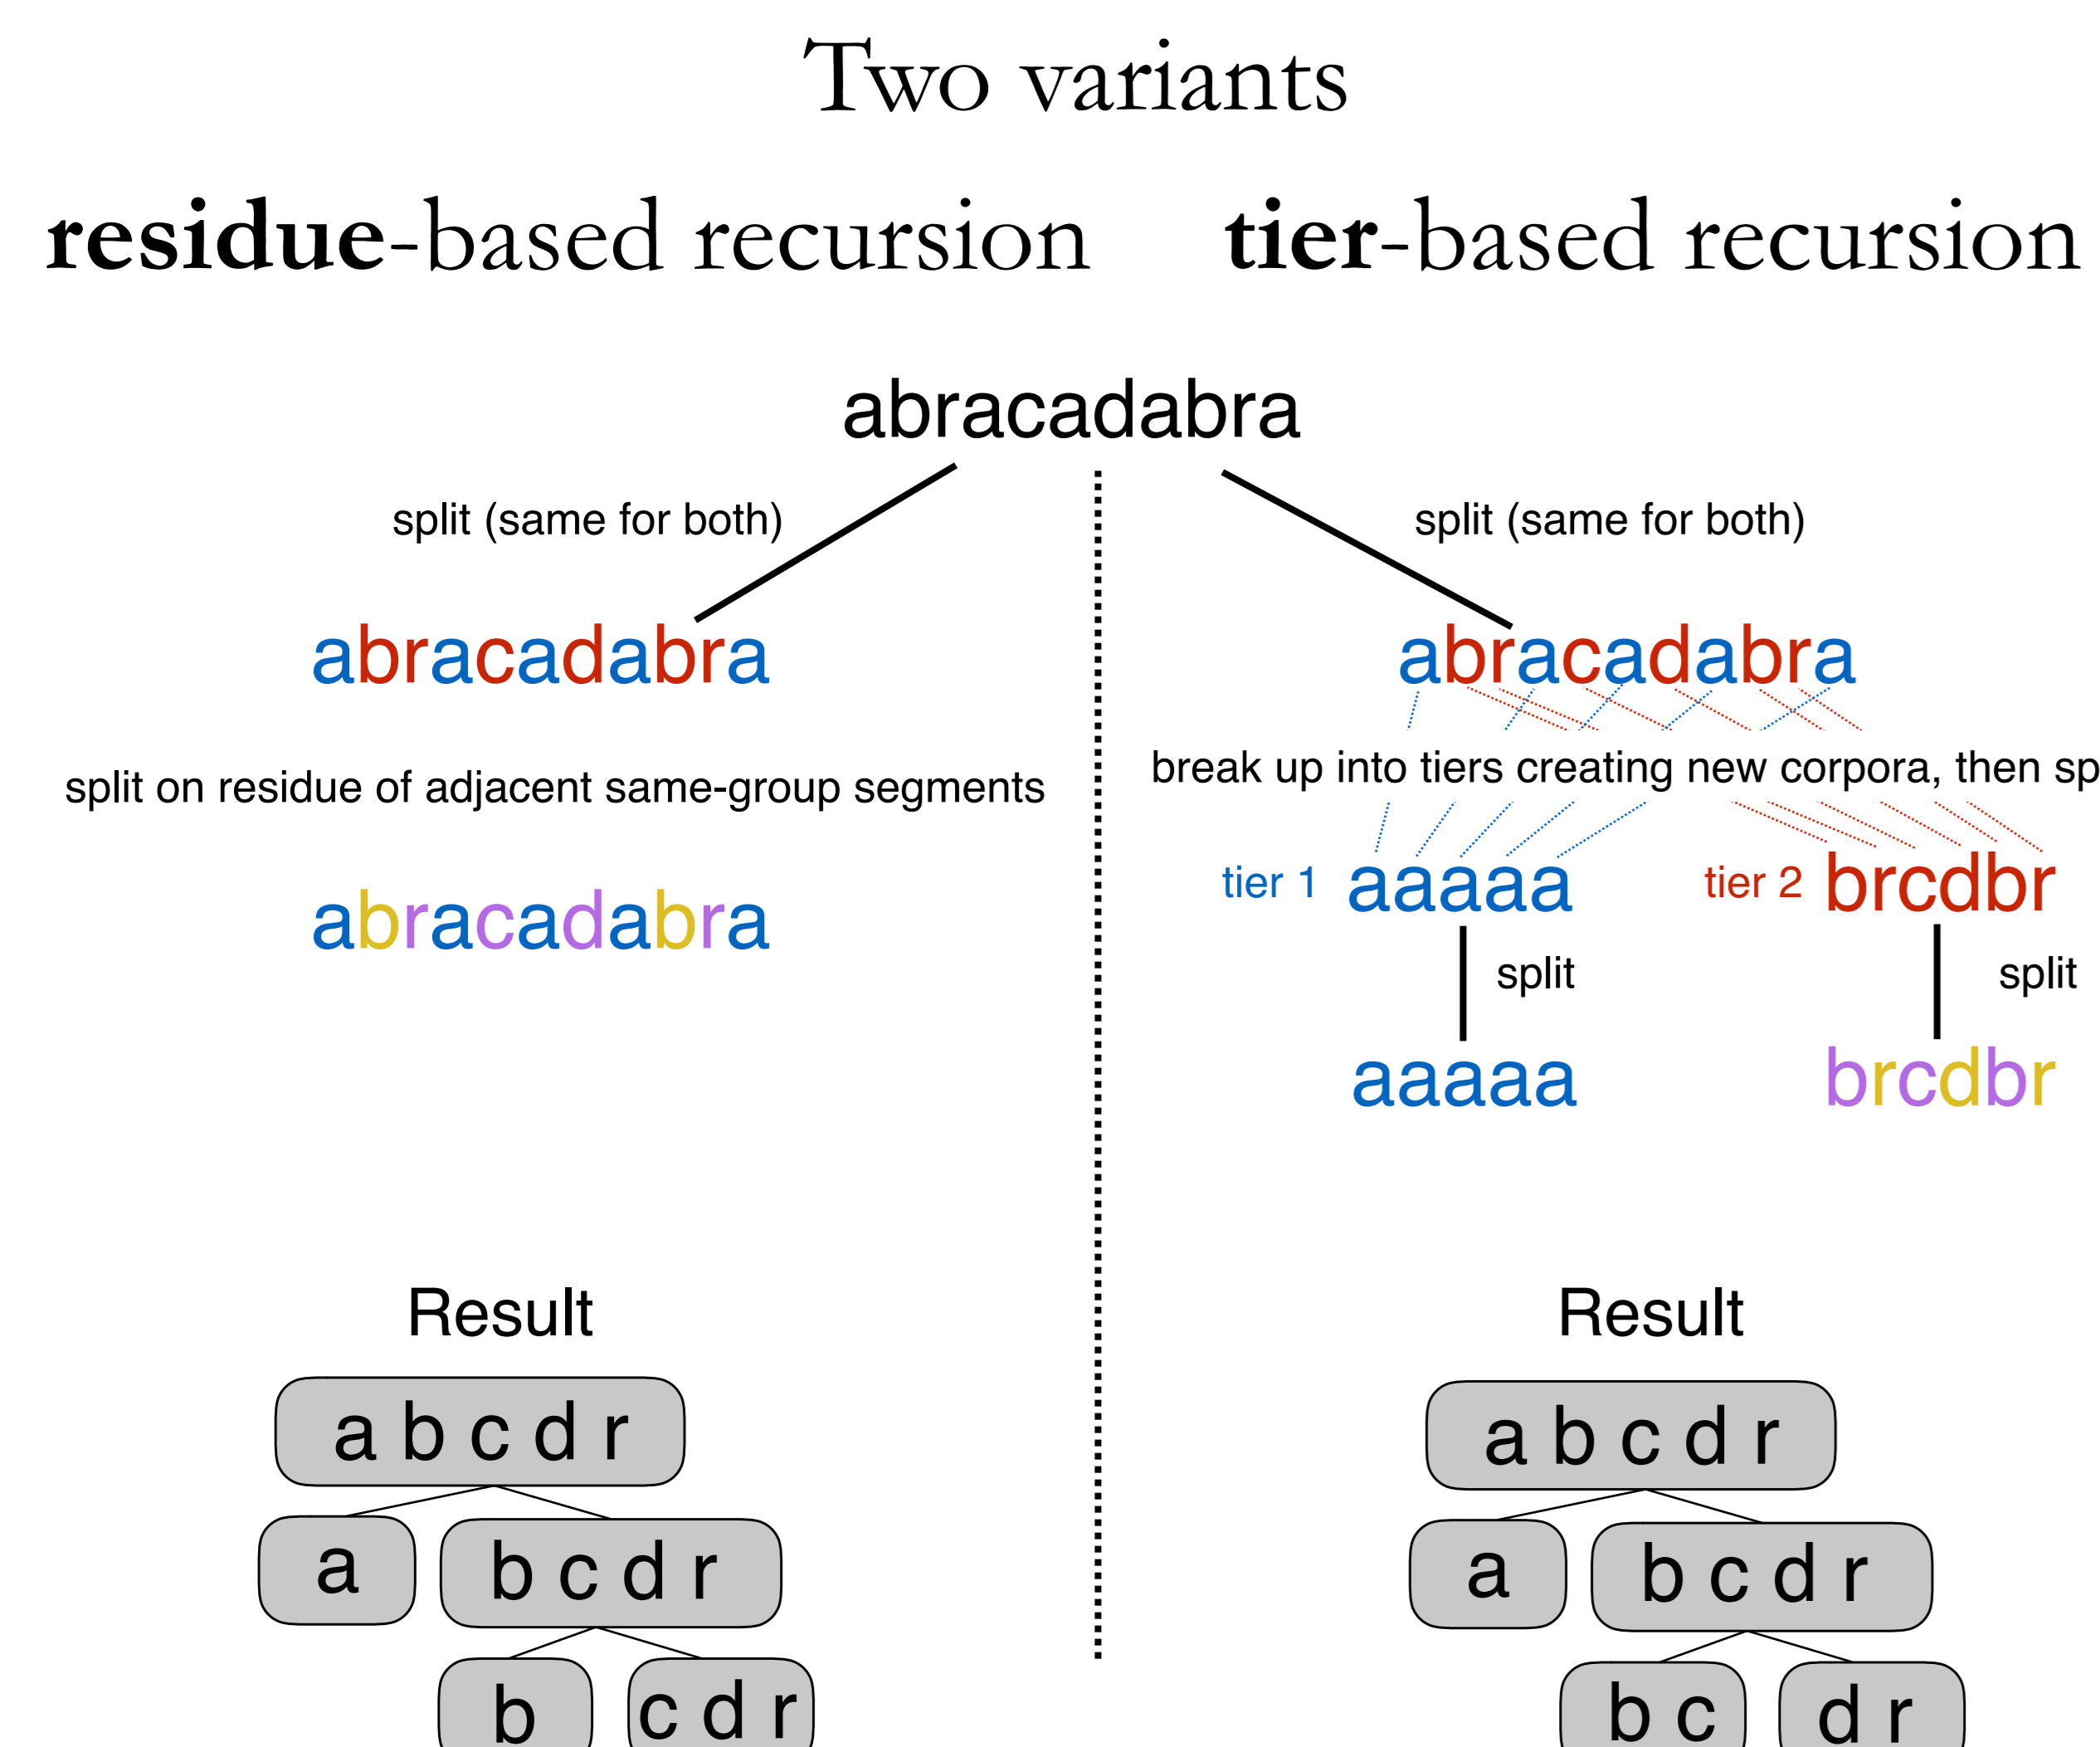 Two variants
residue-based recursion
tier-based recursion
abracadabra
split (same for both)
split (same for both)
abracadabra
abracadabra
split on residue of adjacent same-group segments
break up into tiers creating new corpora, then sp
abracadabra
tier 1 aaaaa
tier 2 brcdbr
split
split
aaaaa
brcdbr
Result
a b c d r
a
b c d r
b
c d r
Result
a b c d r
a
b c d r
b c
d r